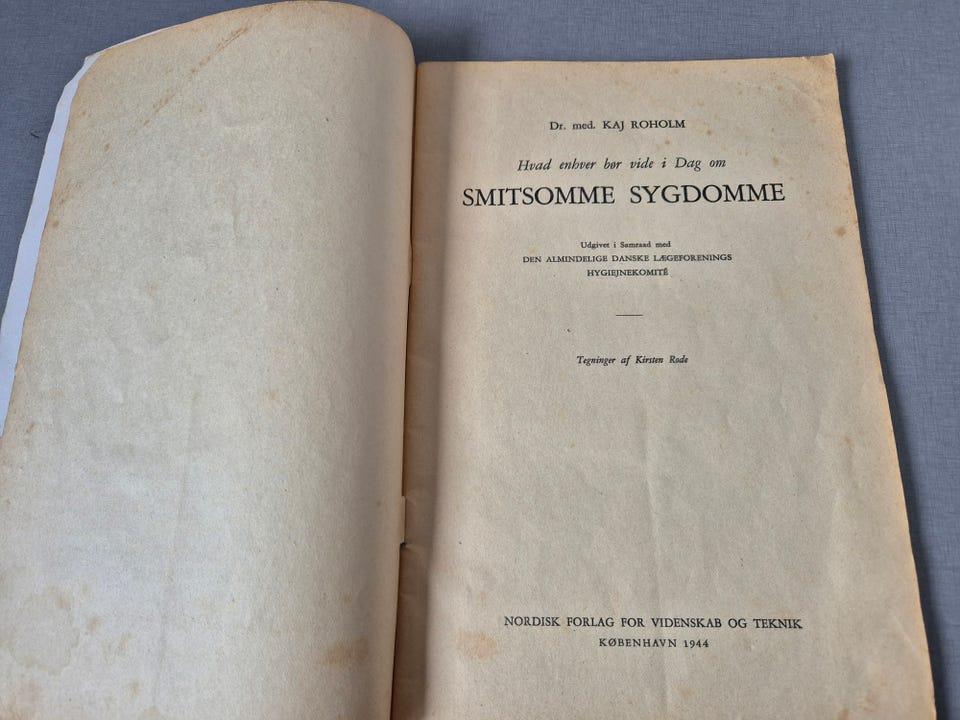 Dr. med. KAJ ROHOLM
Hvad enhver bør vide i Dag om
SMITSOMME SYGDOMME
Udgivet i Samraad med
DEN ALMINDELIGE DANSKE LÆGEFORENINGS
HYGIEJNEKOMITÉ
Tegninger af Kirsten Rode
NORDISK FORLAG FOR VIDENSKAB OG TEKNIK
KØBENHAVN 1944